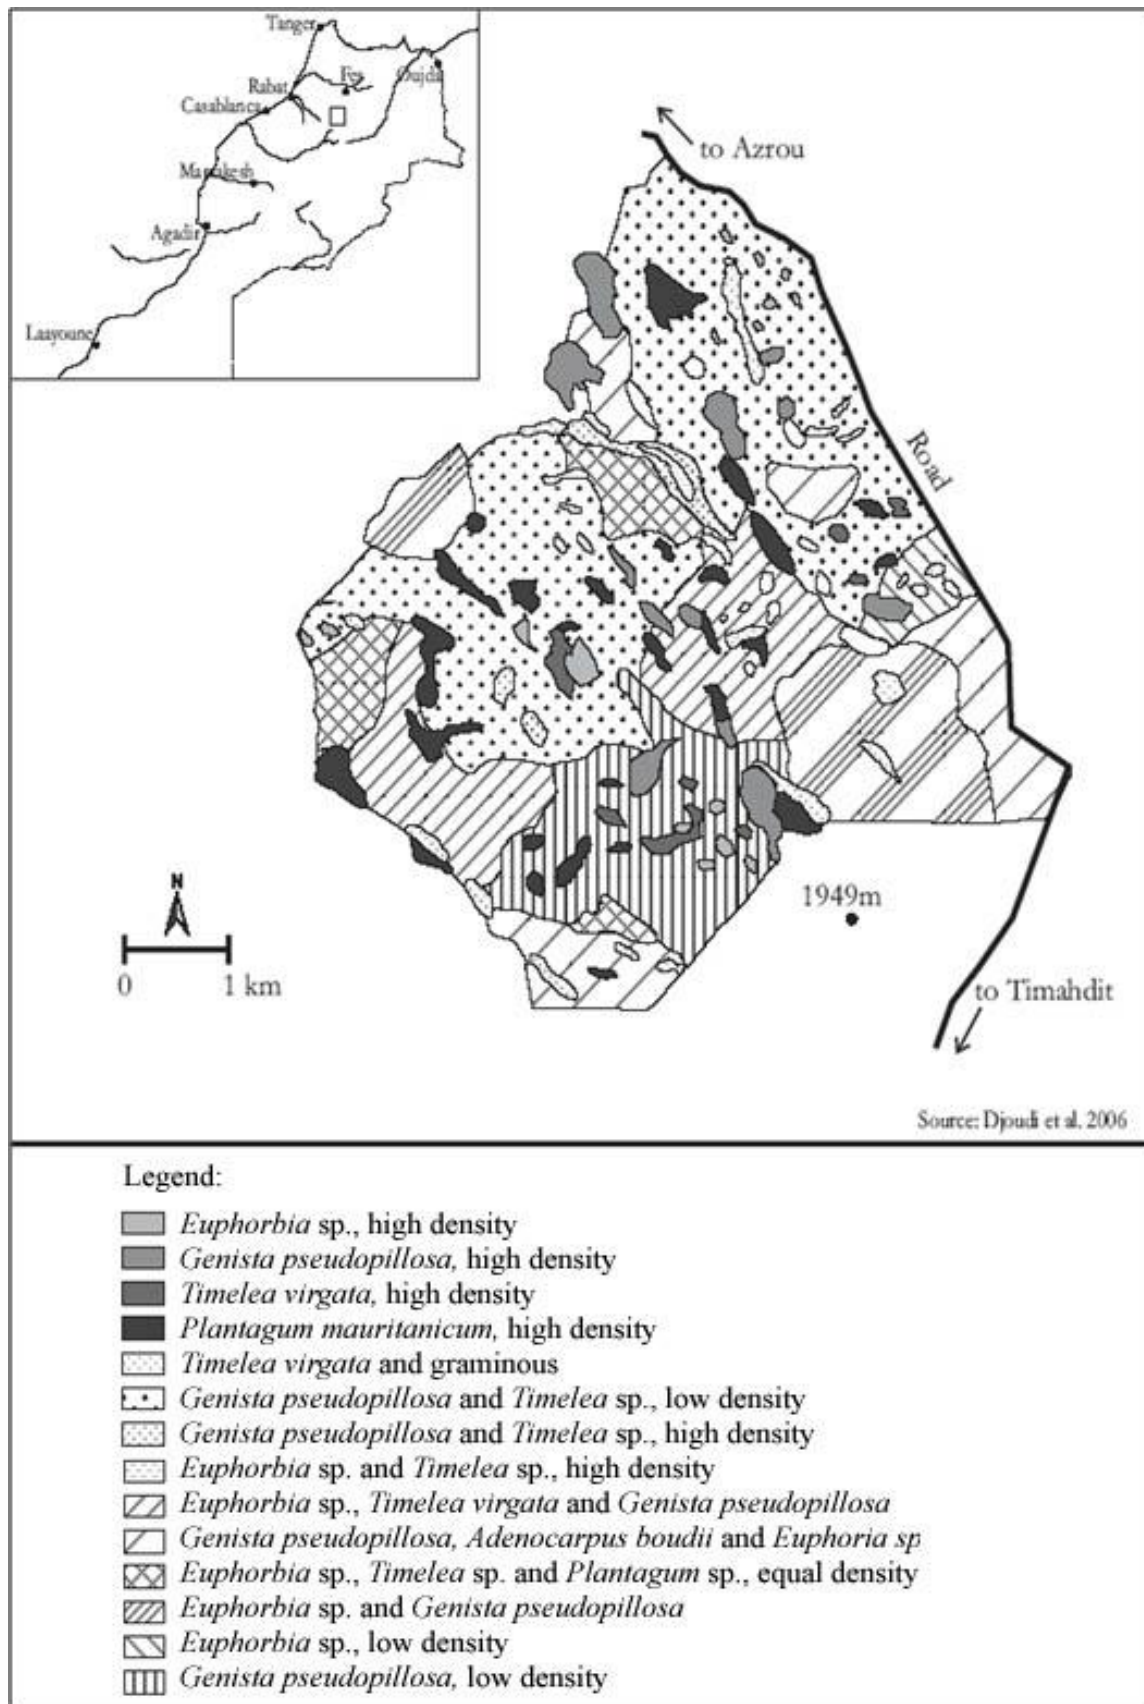 Tanger
Fes
Oujda
Rabat
Casablanca
Marrakesh
Agadir
Laayoune
to Azrou
Road
N
0 1 km
1949m
to Timahdit
Source: Djoudi et al, 2006
Legend:
Euphorbia sp., high density
Genista pseudopillosa, high density
Timelea virgata, high density
Plantagum mauritanicum, high density
Timelea virgata and graminous
Genista pseudopillosa and Timelea sp., low density
Genista pseudopillosa and Timelea sp., high density
Euphorbia sp. and Timelea sp., high density
Euphorbia sp., Timelea virgata and Genista pseudopillosa
Genista pseudopillosa, Adenocarpus boudii and Euphoria sp
Euphorbia sp., Timelea sp. and Plantagum sp., equal density
Euphorbia sp. and Genista pseudopillosa
Euphorbia sp., low density
Genista pseudopillosa, low density